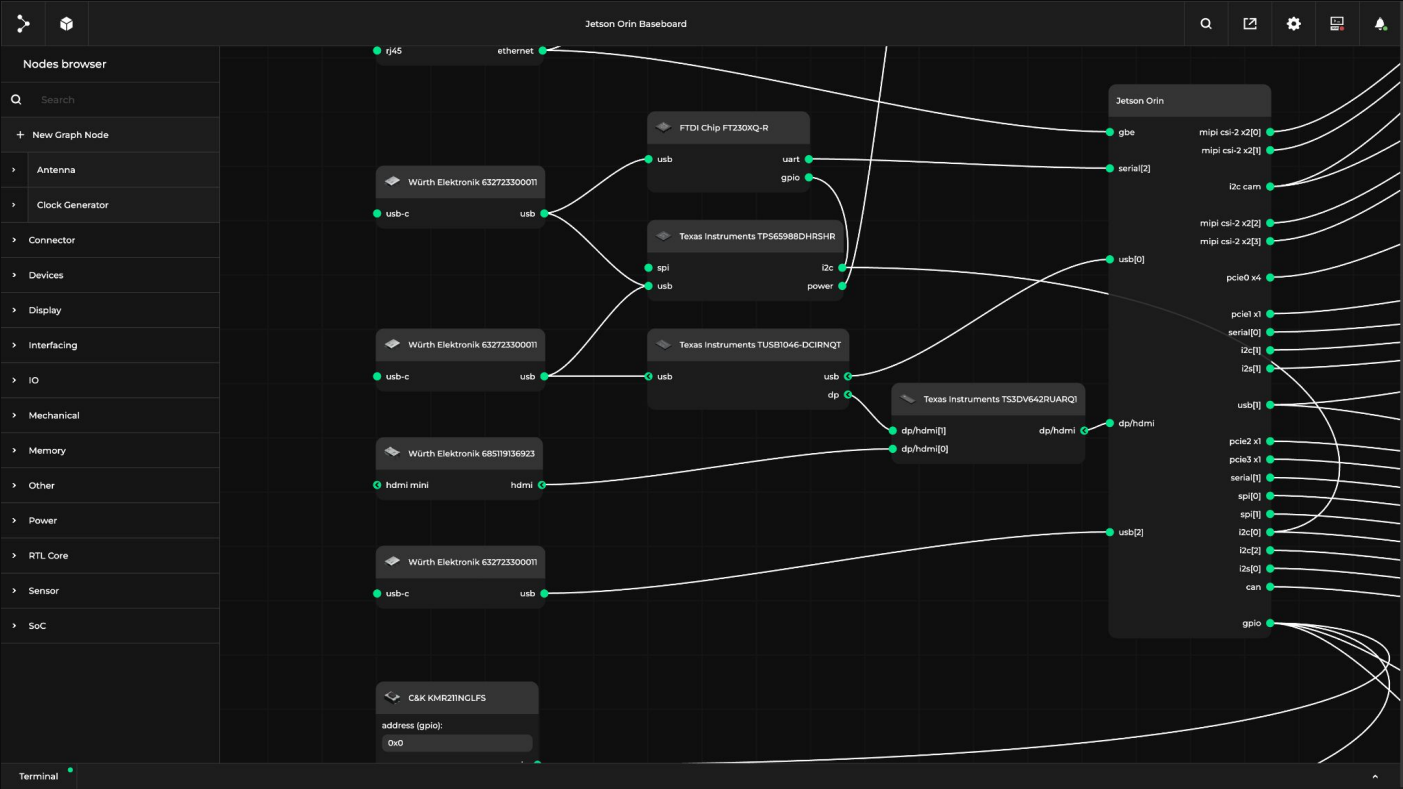 Jetson Orin Baseboard
Nodes browser
Search
New Graph Node
Antenna
Clock Generator
Connector
Devices
Display
Interfacing
IO
Mechanical
Memory
Other
Power
RTL Core
Sensor
SoC
Terminal
rj45 ethernet
Würth Elektronik 632723300011
usb-c usb
Würth Elektronik 632723300011
usb-c usb
Würth Elektronik 685119136923
hdmi mini hdmi
Würth Elektronik 632723300011
usb-c usb
C&K KMR211NGLFS
address (gpio):
0x0
FTDI Chip FT230XQ-R
usb uart
gpio
Texas Instruments TPS65988DHRSHR
spi i2c
usb power
Texas Instruments TUSB1046-DCIRNQT
usb usb
dp
Texas Instruments TS3DV642RUARQ1
dp/hdmi[1] dp/hdmi
dp/hdmi[0]
Jetson Orin
gbe mipi csi-2 x2[0]
mipi csi-2 x2[1]
serial[2]
i2c cam
mipi csi-2 x2[2]
mipi csi-2 x2[3]
usb[0]
pcie0 x4
pcie1 x1
serial[0]
i2c[1]
i2s[1]
usb[1]
dp/hdmi
pcie2 x1
pcie3 x1
serial[1]
spi[0]
spi[1]
usb[2] i2c[0]
i2c[2]
i2s[0]
can
gpio